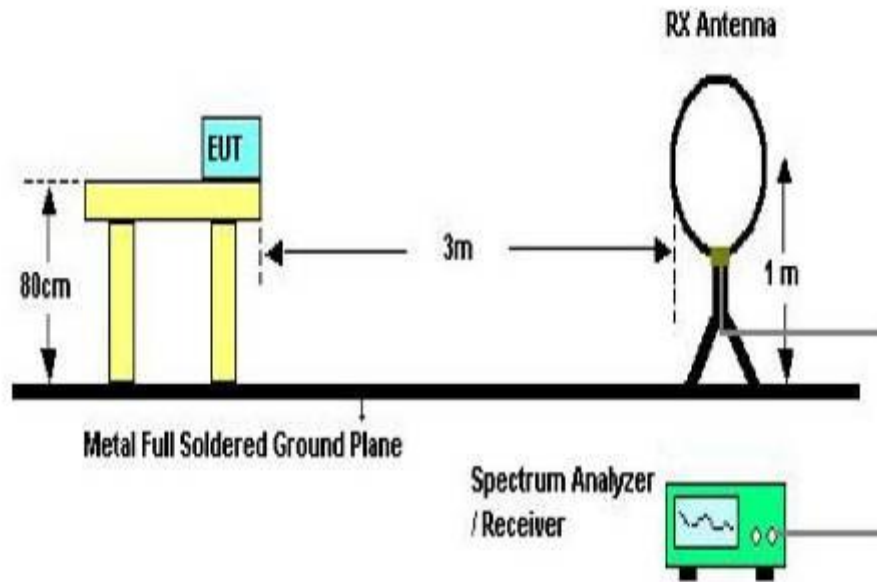 RX Antenna
EUT
3m
80cm
1 m
Metal Full Soldered Ground Plane
Spectrum Analyzer
/ Receiver